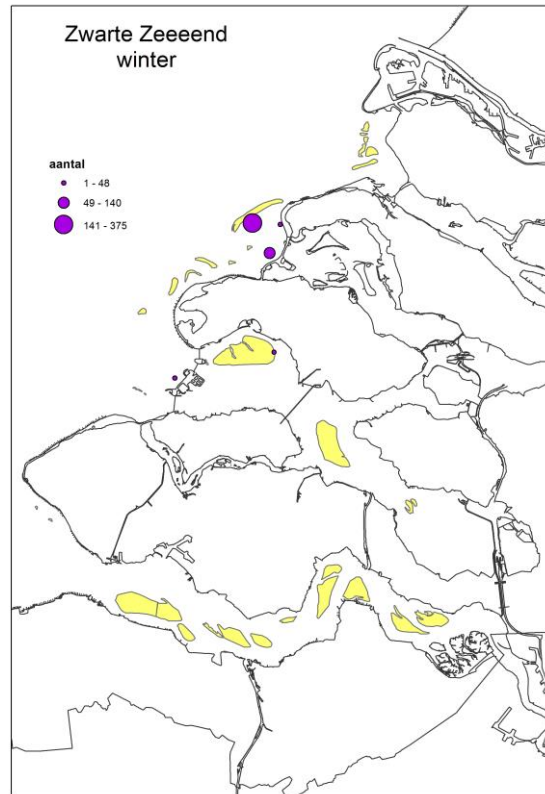 Zwarte Zeeeend
winter
aantal
1 - 48
49 - 140
141 - 375